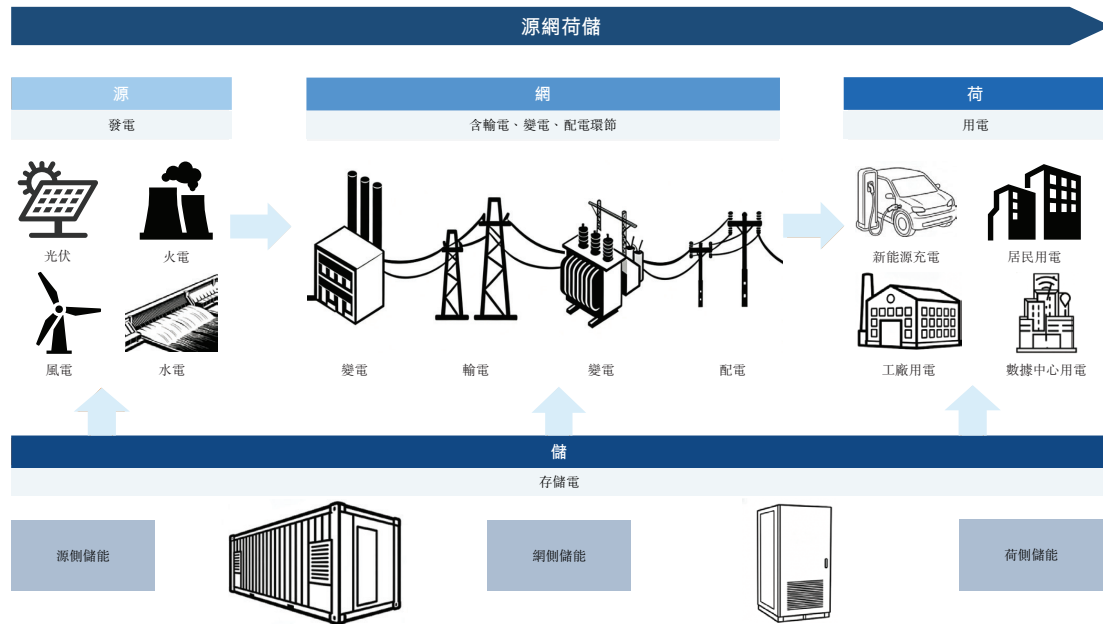 源網荷儲
源
網
荷
發電
含輸電、變電、配電環節
用電
光伏
火電
新能源充電
居民用電
風電
水電
變電
輸電
變電
配電
工廠用電
數據中心用電
儲
存儲電
源側儲能
網側儲能
荷側儲能